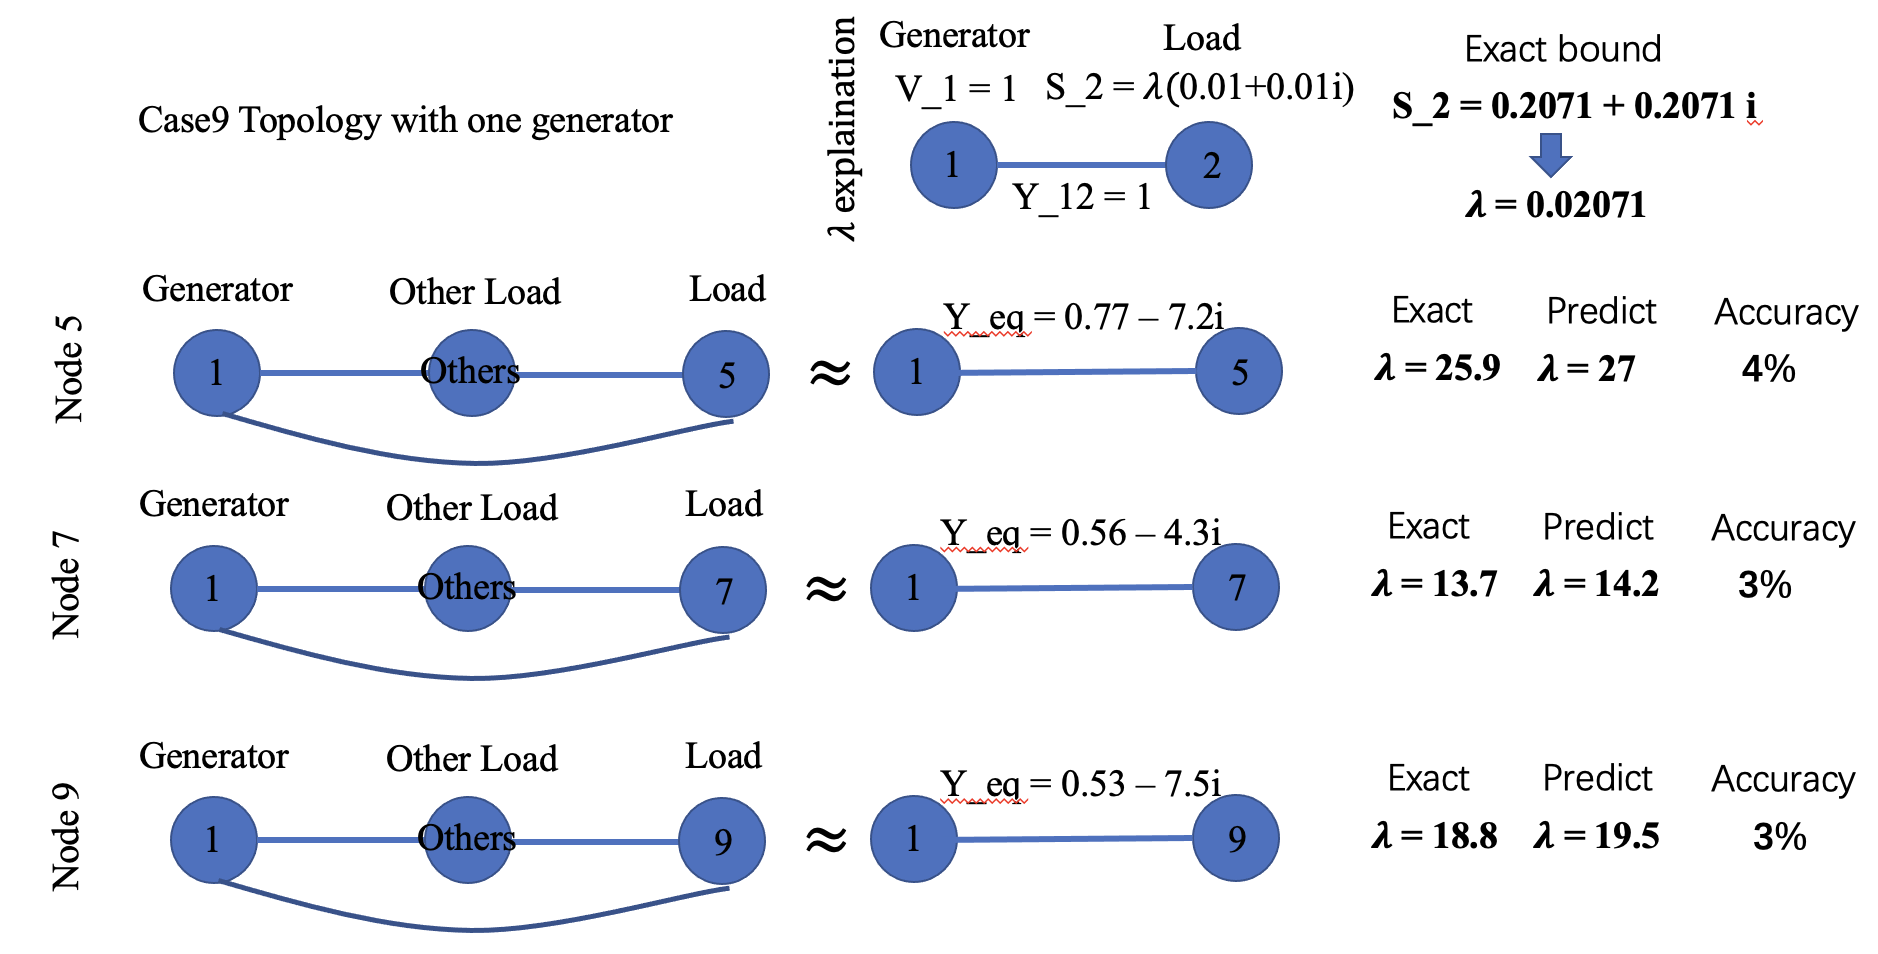 Case9 Topology with one generator
λ explaination
Generator
Load
V_1 = 1
S_2 = λ(0.01+0.01i)
1
2
Y_12 = 1
Exact bound
S_2 = 0.2071 + 0.2071 i
λ = 0.02071
Node 5
Generator
Other Load
Load
1
Others
5
≈
Y_eq = 0.77 – 7.2i
1
5
Exact
Predict
Accuracy
λ = 25.9
λ = 27
4%
Node 7
Generator
Other Load
Load
1
Others
7
≈
Y_eq = 0.56 – 4.3i
1
7
Exact
Predict
Accuracy
λ = 13.7
λ = 14.2
3%
Node 9
Generator
Other Load
Load
1
Others
9
≈
Y_eq = 0.53 – 7.5i
1
9
Exact
Predict
Accuracy
λ = 18.8
λ = 19.5
3%